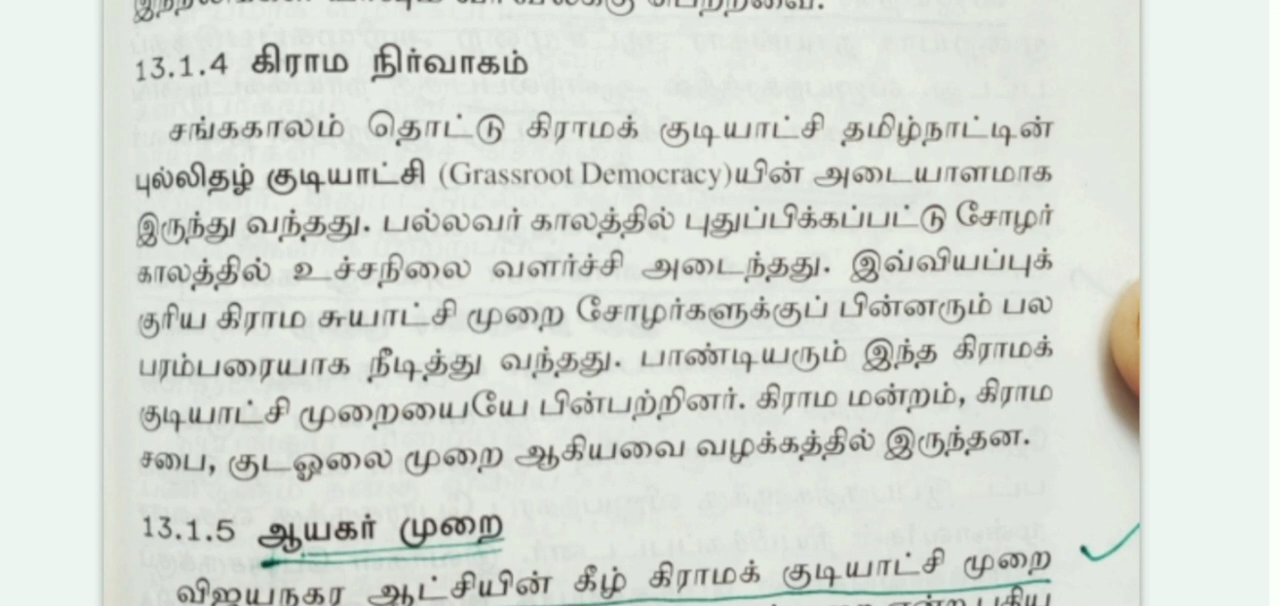 13.1.4 கிராம நிர்வாகம்
சங்ககாலம் தொட்டு கிராமக் குடியாட்சி தமிழ்நாட்டின்
புல்லிதழ் குடியாட்சி (Grassroot Democracy)யின் அடையாளமாக
இருந்து வந்தது. பல்லவர் காலத்தில் புதுப்பிக்கப்பட்டு சோழர்
காலத்தில் உச்சநிலை வளர்ச்சி அடைந்தது. இவ்வியப்புக்
குரிய கிராம சுயாட்சி முறை சோழர்களுக்குப் பின்னரும் பல
பரம்பரையாக நீடித்து வந்தது. பாண்டியரும் இந்த கிராமக்
குடியாட்சி முறையையே பின்பற்றினர். கிராம மன்றம், கிராம
சபை, குடஓலை முறை ஆகியவை வழக்கத்தில் இருந்தன.
13.1.5 ஆயகர் முறை
விஜயநகர ஆட்சியின் கீழ் கிராமக் குடியாட்சி முறை